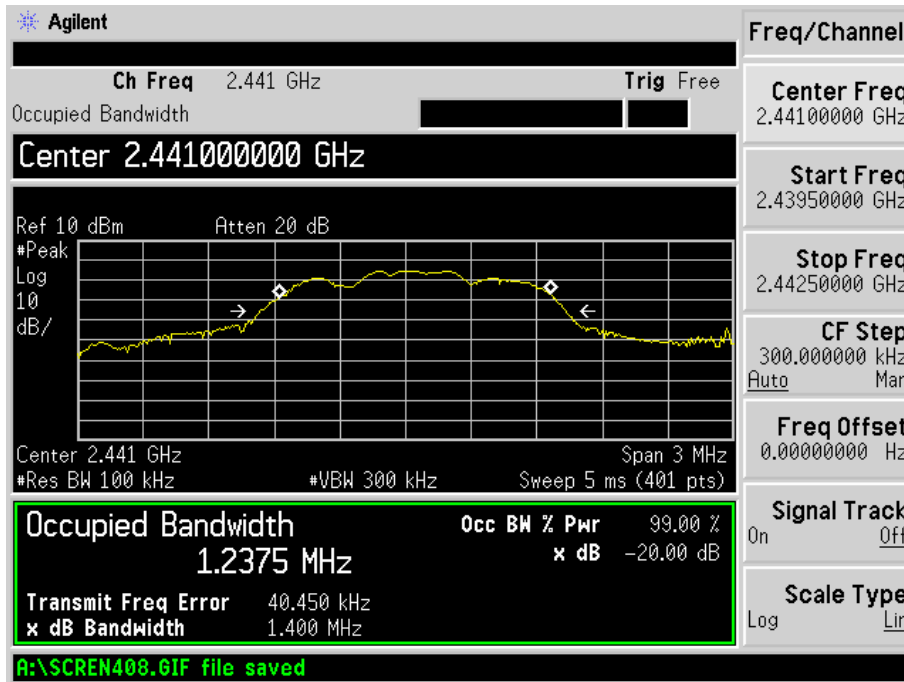 Agilent
Freq/Channel
Ch Freq 2.441 GHz Trig Free
Occupied Bandwidth
Center 2.441000000 GHz
Center Freq
2.44100000 GHz
Start Freq
2.43950000 GHz
Stop Freq
2.44250000 GHz
CF Step
300.000000 kHz
Auto Man
Freq Offset
0.00000000 Hz
Signal Track
On Off
Scale Type
Log Lin
Ref 10 dBm Atten 20 dB
#Peak
Log
10
dB/
Center 2.441 GHz Span 3 MHz
#Res BW 100 kHz #VBW 300 kHz Sweep 5 ms (401 pts)
Occupied Bandwidth
1.2375 MHz
Occ BW % Pwr 99.00 %
x dB -20.00 dB
Transmit Freq Error 40.450 kHz
x dB Bandwidth 1.400 MHz
A:\SCREN408.GIF file saved